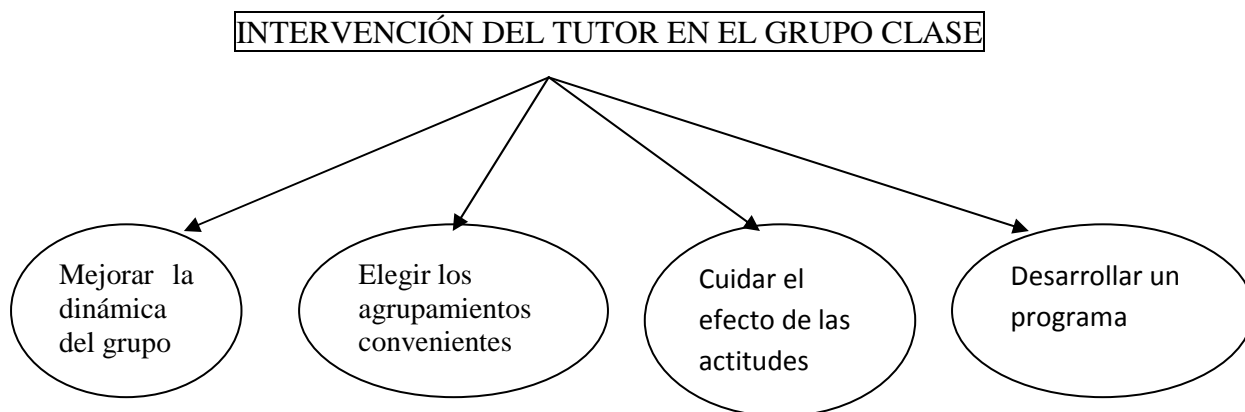 INTERVENCIÓN DEL TUTOR EN EL GRUPO CLASE
Mejorar la
dinámica
del grupo
Elegir los
agrupamientos
convenientes
Cuidar el
efecto de las
actitudes
Desarrollar un
programa